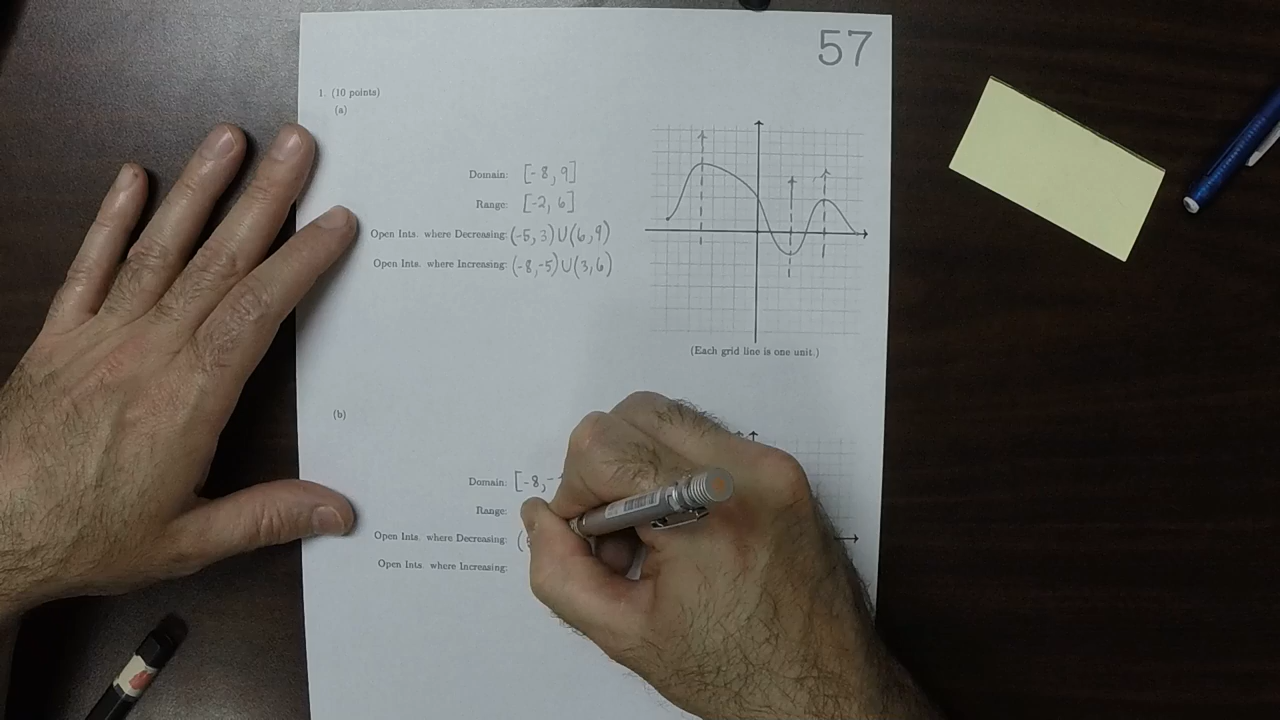 57
1. (10 points)
(a)
Domain: [-8, 9]
Range: [-2, 6]
Open Ints. where Decreasing: (-5, 3) ∪ (6, 9)
Open Ints. where Increasing: (-8, -5) ∪ (3, 6)
(Each grid line is one unit.)
(b)
Domain: [-8, -
Range:
Open Ints. where Decreasing: (
Open Ints. where Increasing: